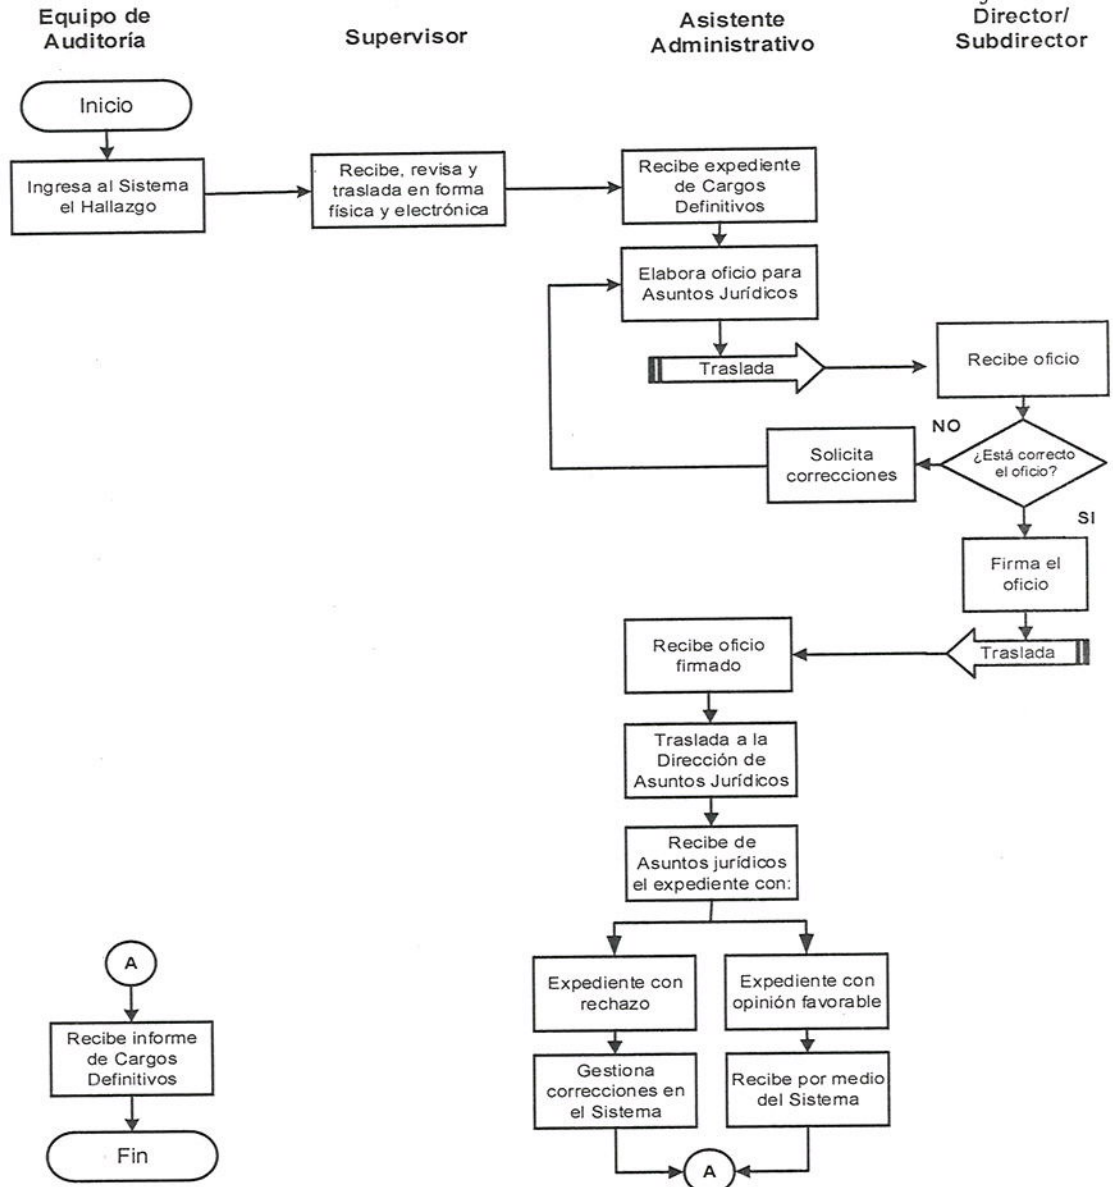 Equipo de
Auditoría
Supervisor
Asistente
Administrativo
Director/
Subdirector
Inicio
Ingresa al Sistema
el Hallazgo
Recibe, revisa y
traslada en forma
física y electrónica
Recibe expediente
de Cargos
Definitivos
Elabora oficio para
Asuntos Jurídicos
Traslada
Recibe oficio
NO
¿Está correcto
el oficio?
Solicita
correcciones
SI
Firma el
oficio
Traslada
Recibe oficio
firmado
Traslada a la
Dirección de
Asuntos Jurídicos
Recibe de
Asuntos jurídicos
el expediente con:
Expediente con
rechazo
Expediente con
opinión favorable
Gestiona
correcciones en
el Sistema
Recibe por medio
del Sistema
A
A
Recibe informe
de Cargos
Definitivos
Fin